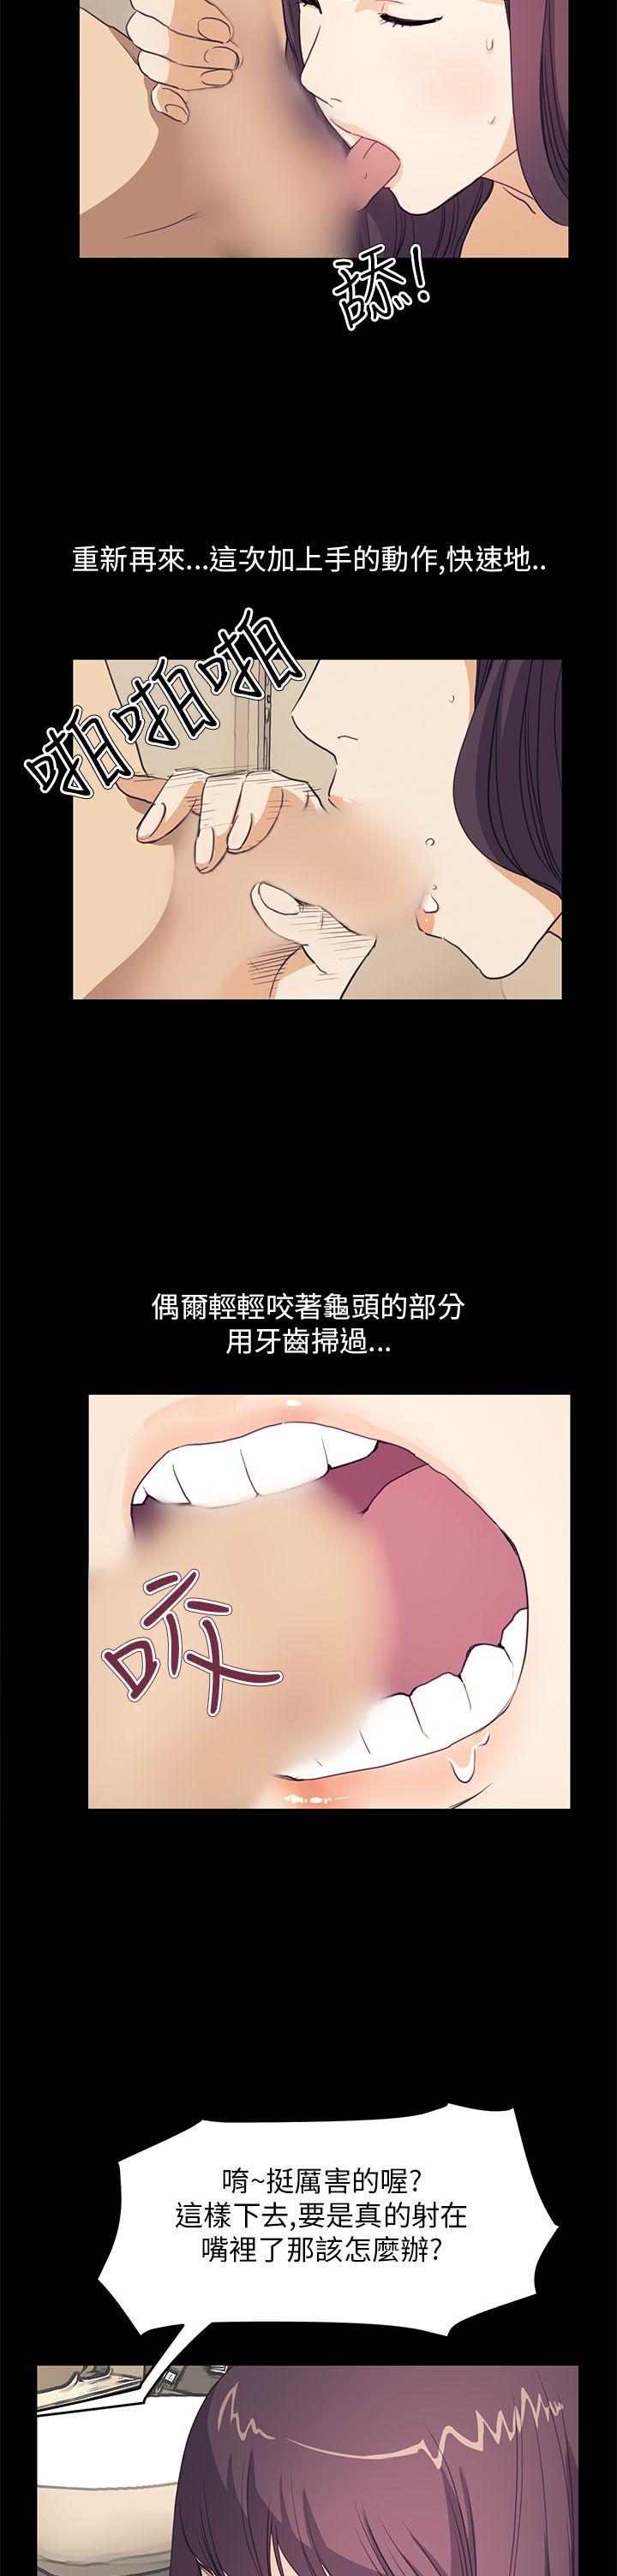 舔!
重新再來...這次加上手的動作,快速地..
啪啪啪
偶爾輕輕咬著龜頭的部分
用牙齒掃過...
咬
唷~挺厲害的喔?
這樣下去,要是真的射在
嘴裡了那該怎麼辦?